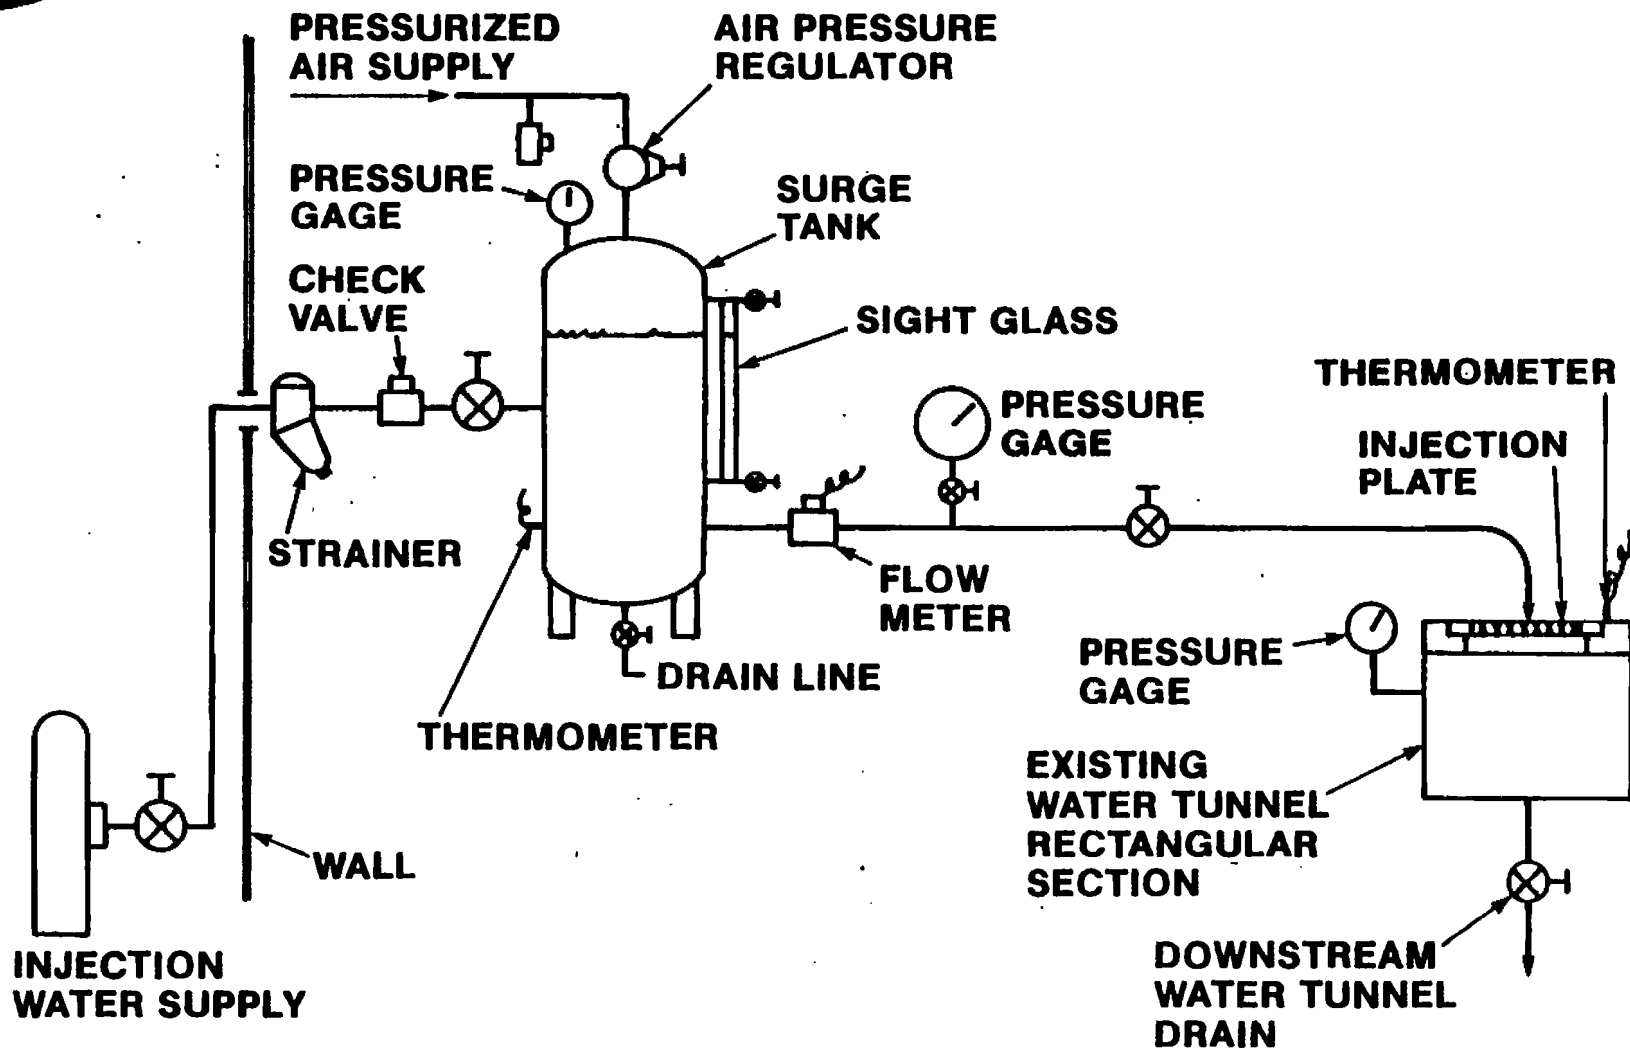 PRESSURIZED
AIR SUPPLY
AIR PRESSURE
REGULATOR
PRESSURE
GAGE
SURGE
TANK
CHECK
VALVE
SIGHT GLASS
THERMOMETER
PRESSURE
GAGE
INJECTION
PLATE
STRAINER
FLOW
METER
PRESSURE
GAGE
DRAIN LINE
THERMOMETER
EXISTING
WATER TUNNEL
RECTANGULAR
SECTION
WALL
INJECTION
WATER SUPPLY
DOWNSTREAM
WATER TUNNEL
DRAIN